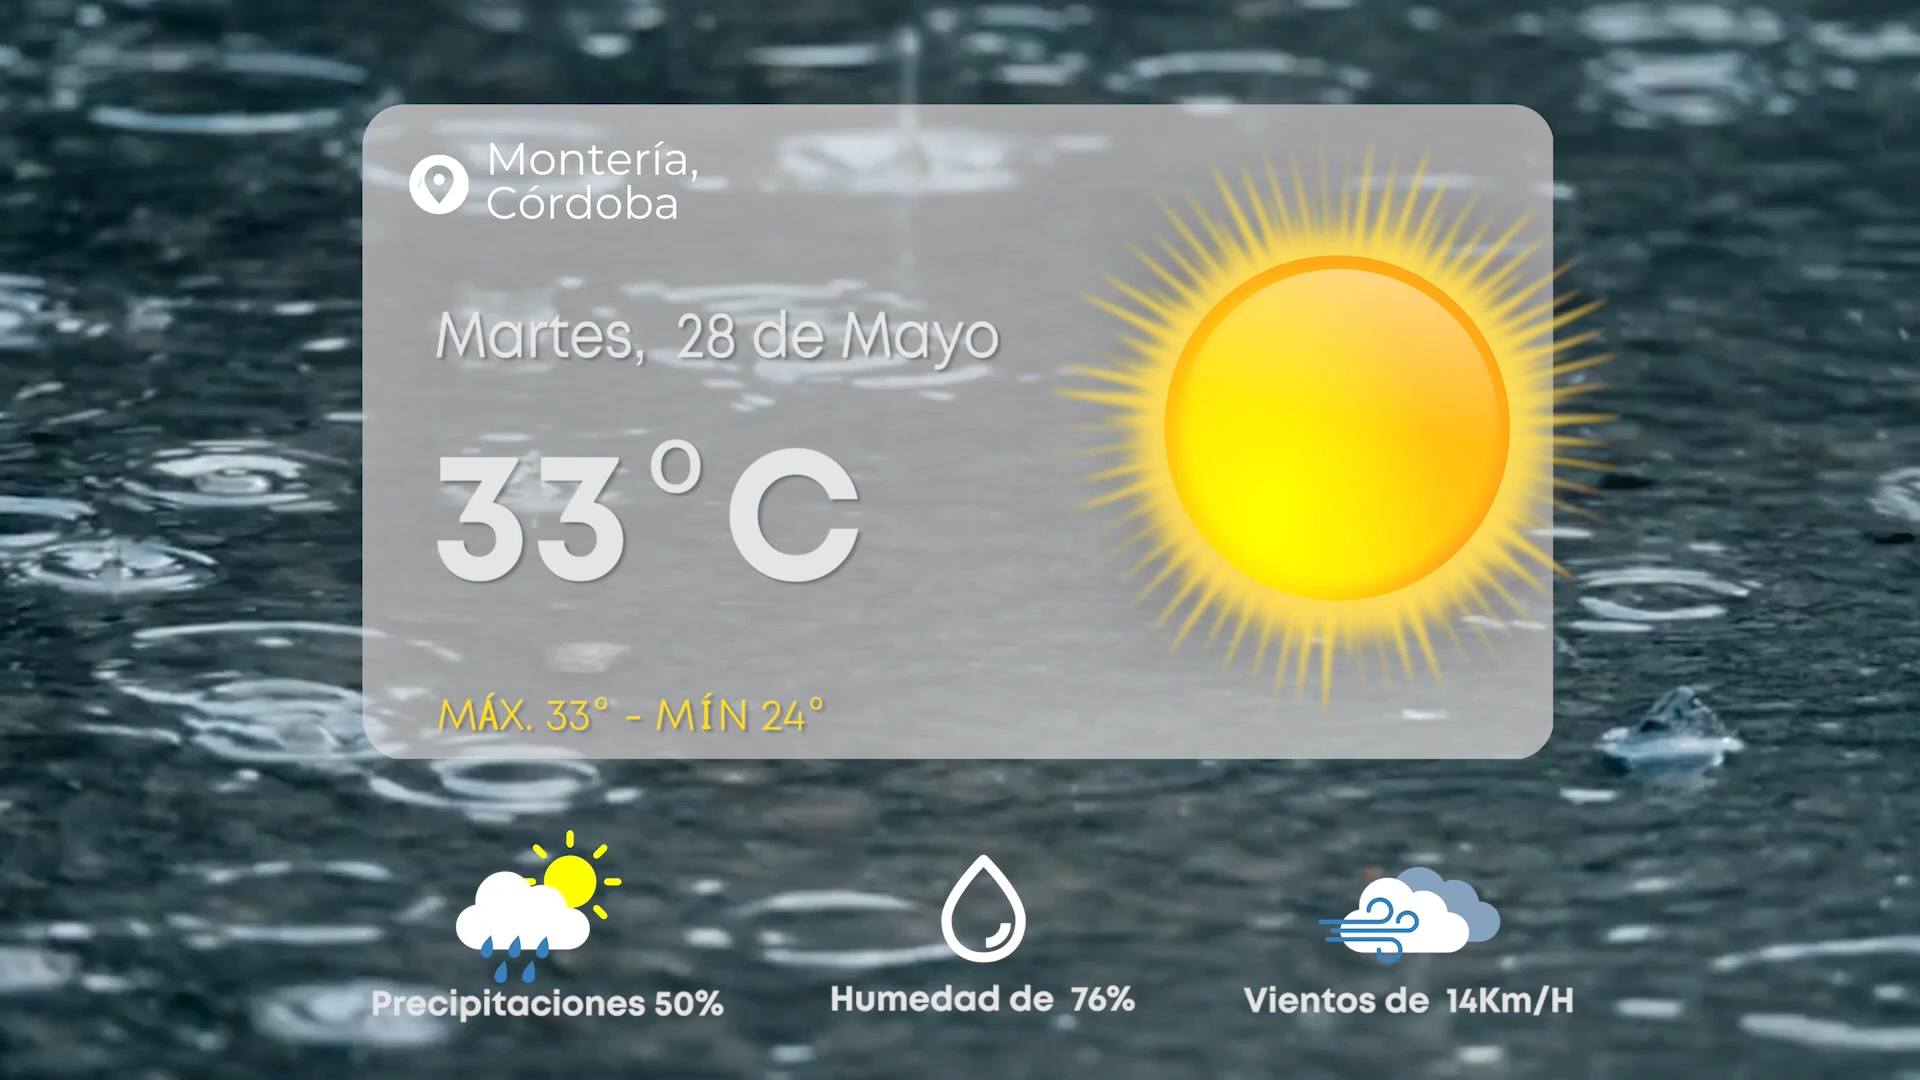 Montería,
Córdoba
Martes, 28 de Mayo
33°C
MÁX. 33° - MÍN 24°
Precipitaciones 50%
Humedad de 76%
Vientos de 14Km/H